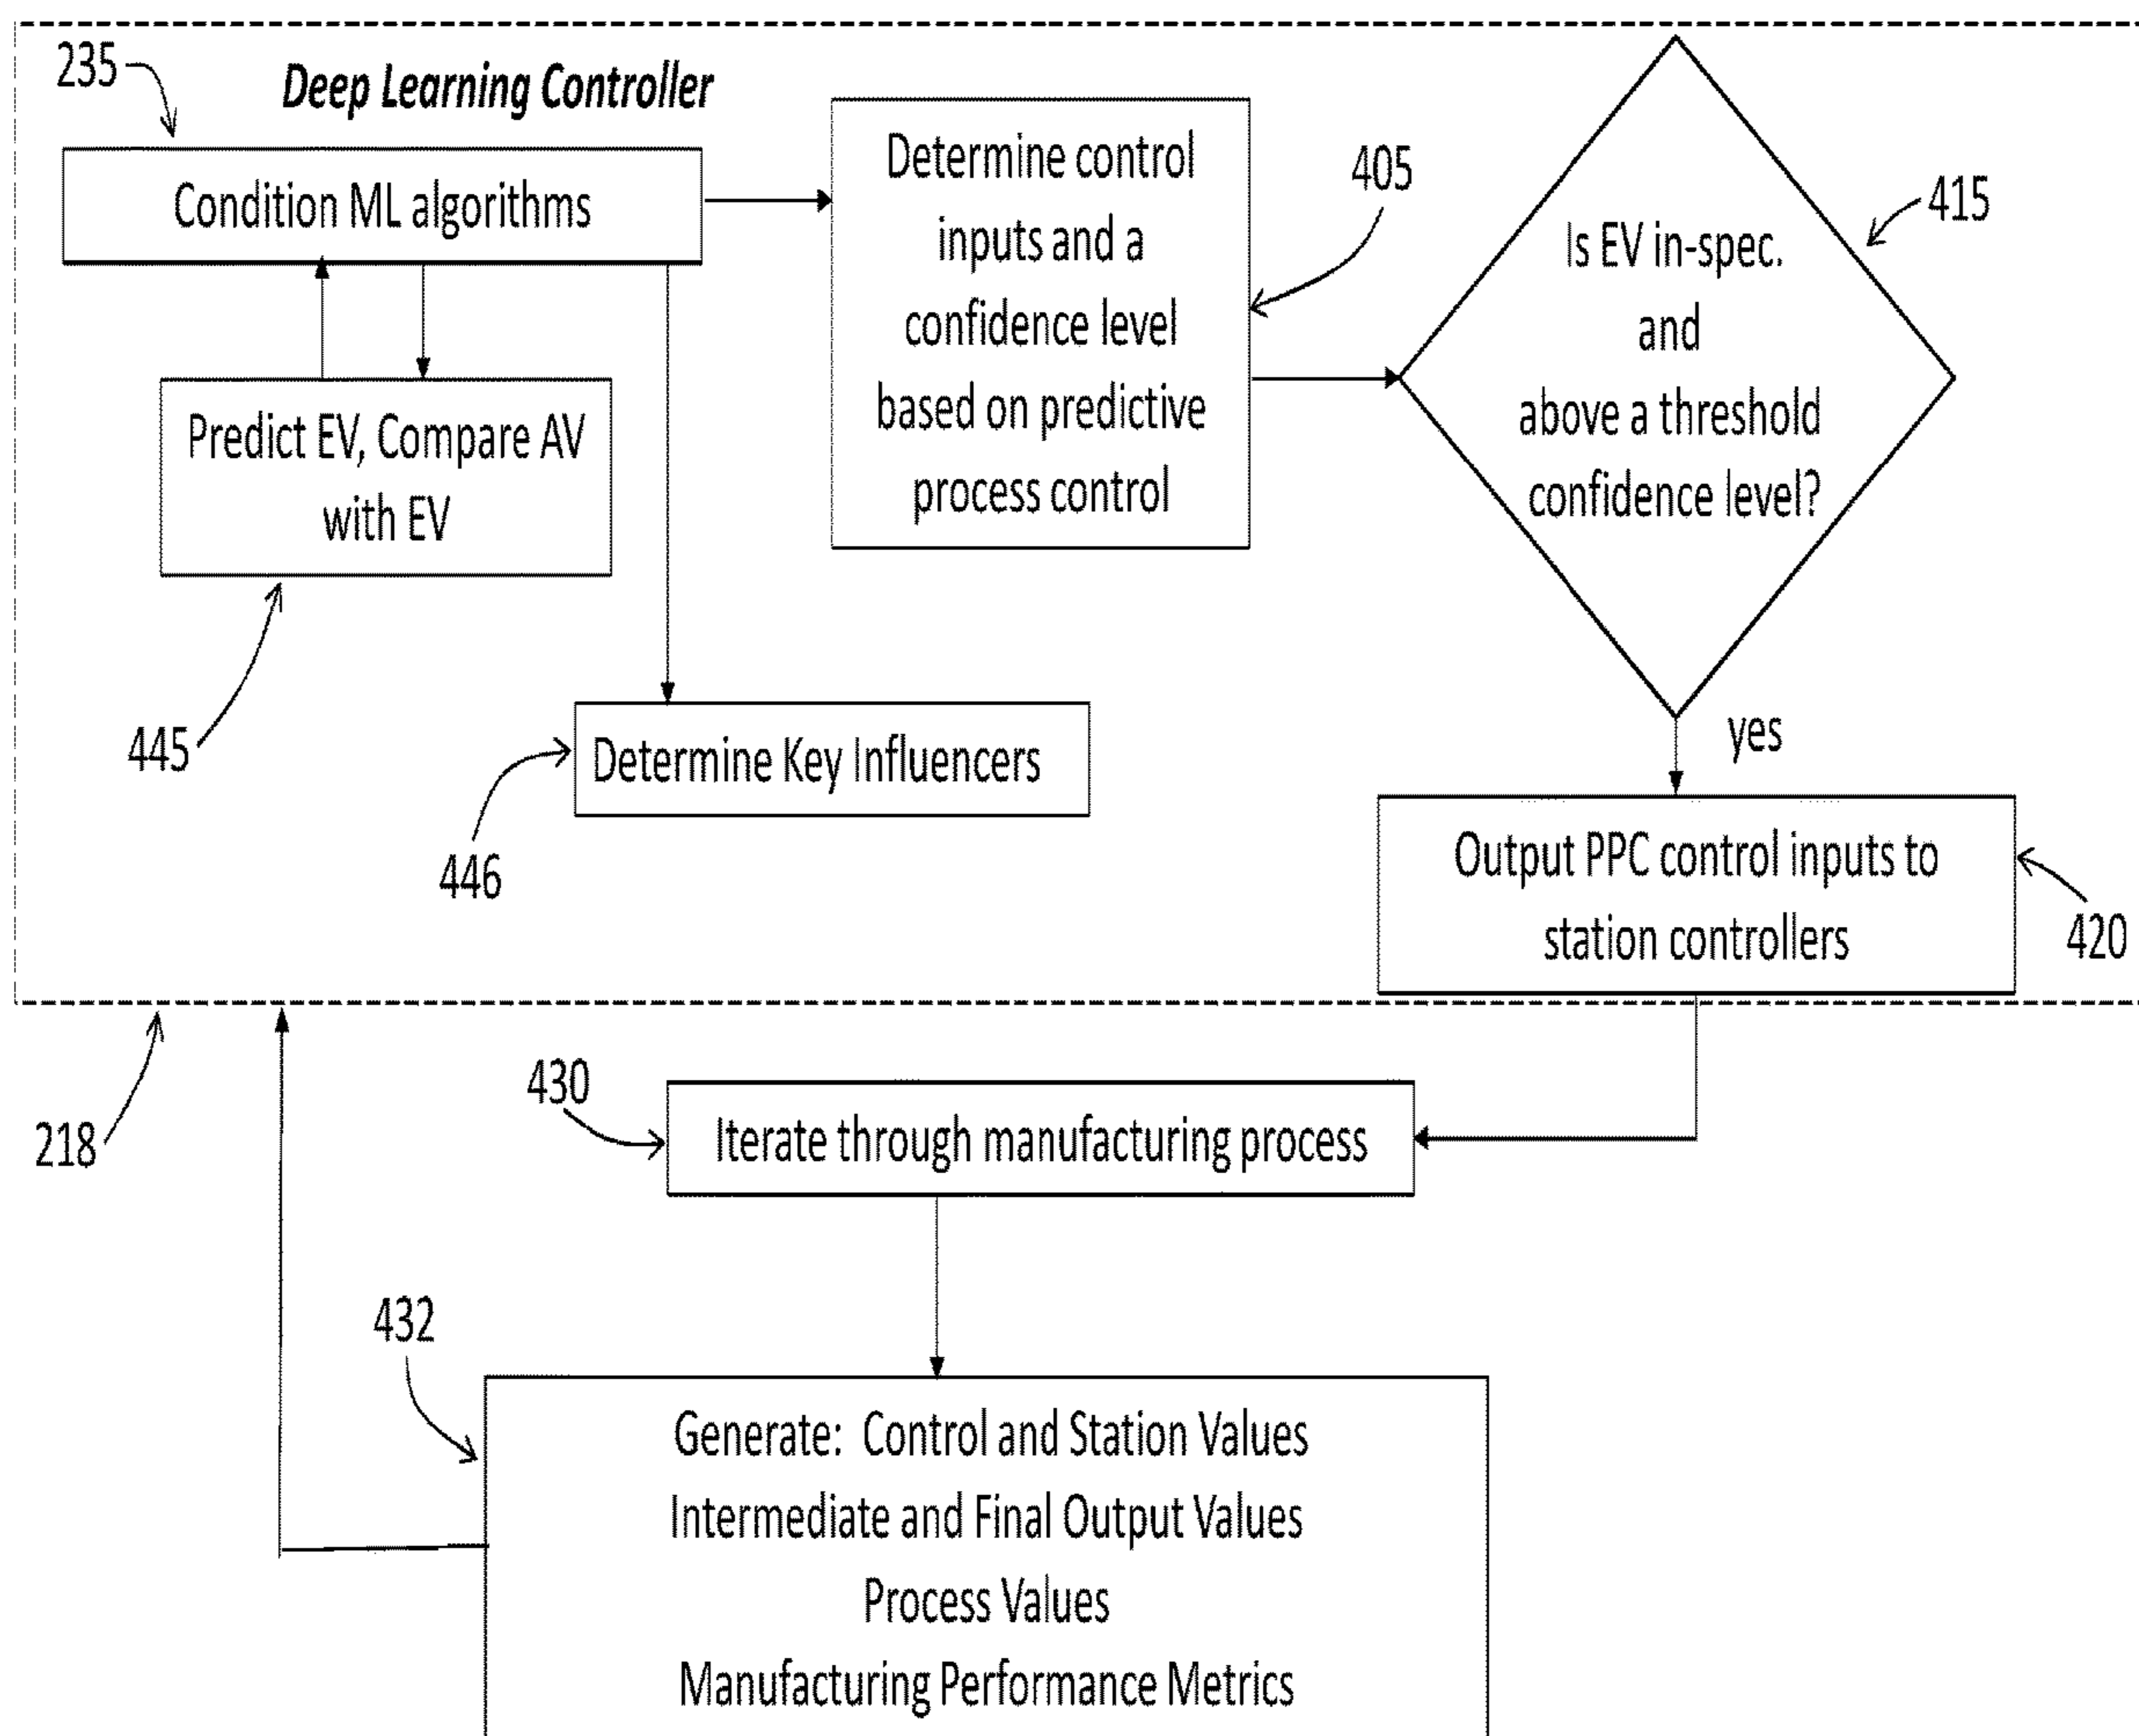 235
Deep Learning Controller
Condition ML algorithms
Determine control
inputs and a
confidence level
based on predictive
process control
405
Is EV in-spec.
and
above a threshold
confidence level?
415
Predict EV, Compare AV
with EV
445
Determine Key Influencers
446
yes
Output PPC control inputs to
station controllers
420
218
430
Iterate through manufacturing process
432
Generate: Control and Station Values
Intermediate and Final Output Values
Process Values
Manufacturing Performance Metrics